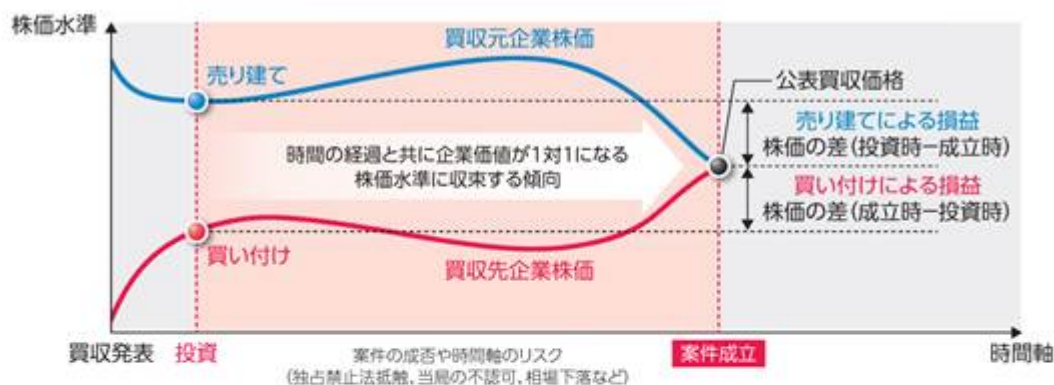 株価水準
買収元企業株価
売り建て
公表買収価格
売り建てによる損益
株価の差(投資時ー成立時)
時間の経過と共に企業価値が1対1になる
株価水準に収束する傾向
買い付けによる損益
株価の差(成立時ー投資時)
買い付け
買収先企業株価
買収発表
投資
案件の成否や時間軸のリスク
(独占禁止法抵触、当局の不認可、相場下落など)
案件成立
時間軸